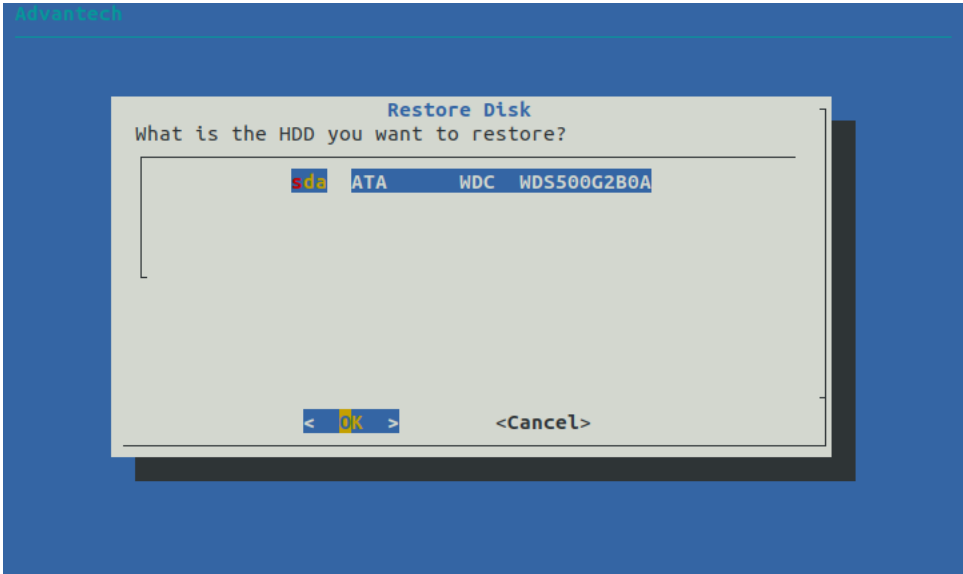 Advantech
Restore Disk
What is the HDD you want to restore?
sda ATA WDC WDS500G2B0A
< OK > <Cancel>